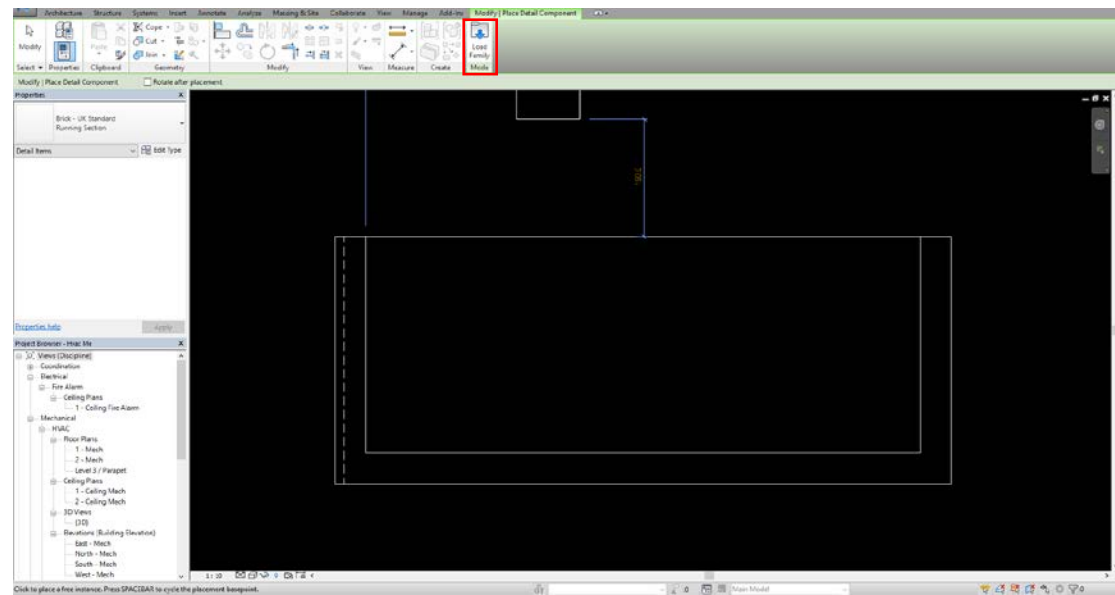 Architecture Structure Systems Insert Annotate Analyze Massing & Site Collaborate View Manage Add-Ins Modify | Place Detail Component
Modify
Paste
Cope
Cut
Join
Load
Family
Select Properties Clipboard Geometry Modify View Measure Create Mode
Modify | Place Detail Component Rotate after placement
Properties
Brick - UK Standard
Running Section
Detail Items Edit Type
Properties help Apply
Project Browser - Hvac Me
Views (Discipline)
Coordination
Electrical
Fire Alarm
Ceiling Plans
1 - Ceiling Fire Alarm
Mechanical
HVAC
Floor Plans
1 - Mech
2 - Mech
Level 3 / Parapet
Ceiling Plans
1 - Ceiling Mech
2 - Ceiling Mech
3D Views
{3D}
Elevations (Building Elevation)
East - Mech
North - Mech
South - Mech
West - Mech
1 : 10
Click to place a free instance. Press SPACEBAR to cycle the placement basepoint. :0 Main Model :0